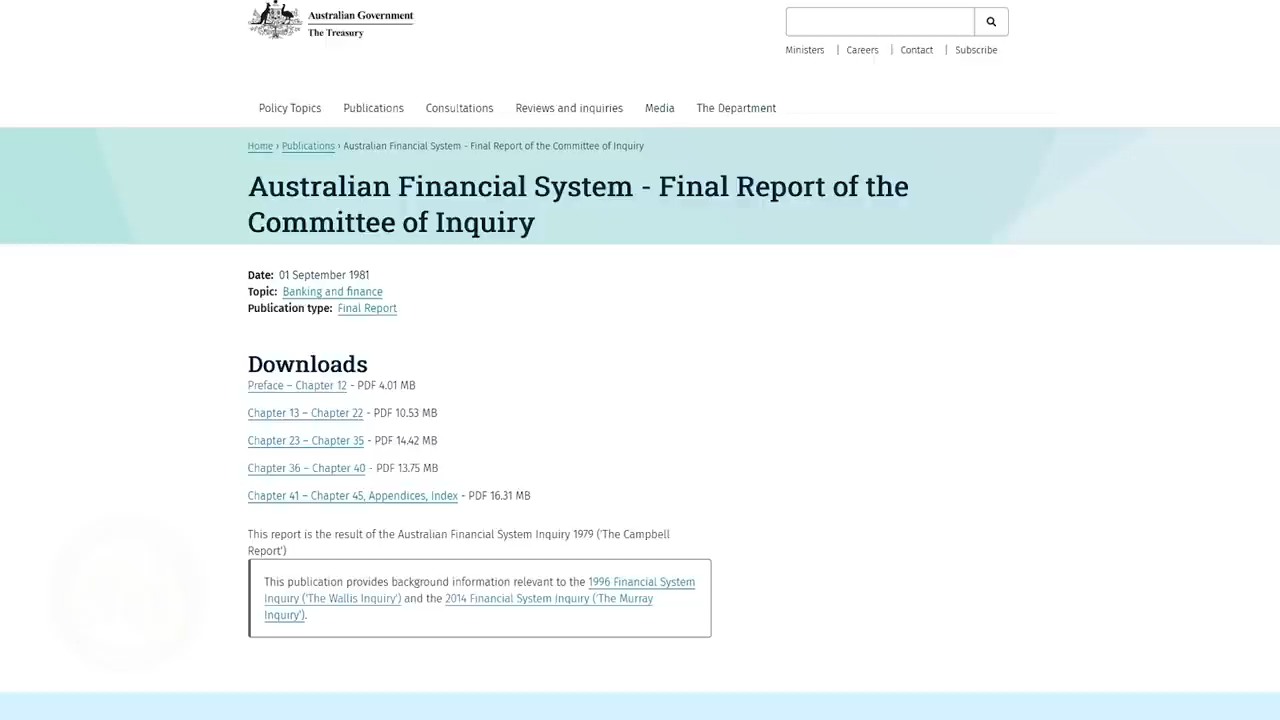 Australian Government
The Treasury
Ministers | Careers | Contact | Subscribe
Policy Topics Publications Consultations Reviews and inquiries Media The Department
Home › Publications › Australian Financial System - Final Report of the Committee of Inquiry
Australian Financial System - Final Report of the
Committee of Inquiry
Date: 01 September 1981
Topic: Banking and finance
Publication type: Final Report
Downloads
Preface – Chapter 12 - PDF 4.01 MB
Chapter 13 – Chapter 22 - PDF 10.53 MB
Chapter 23 – Chapter 35 - PDF 14.42 MB
Chapter 36 – Chapter 40 - PDF 13.75 MB
Chapter 41 – Chapter 45, Appendices, Index - PDF 16.31 MB
This report is the result of the Australian Financial System Inquiry 1979 ('The Campbell
Report')
This publication provides background information relevant to the 1996 Financial System
Inquiry ('The Wallis Inquiry') and the 2014 Financial System Inquiry ('The Murray
Inquiry').